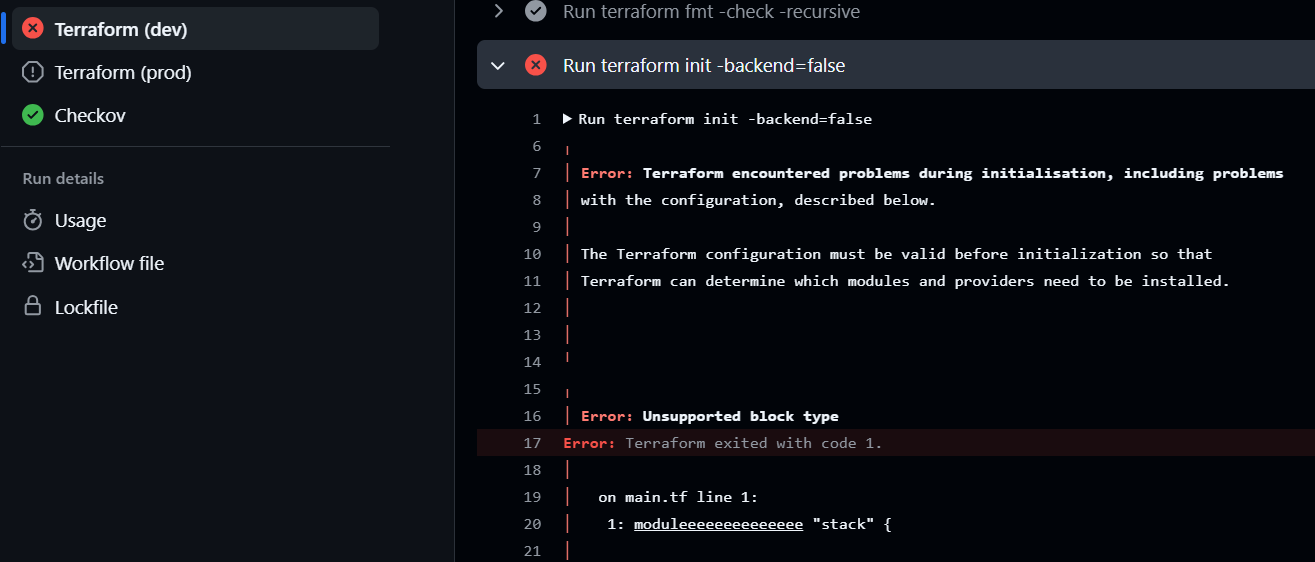 Terraform (dev)
Terraform (prod)
Checkov
Run details
Usage
Workflow file
Lockfile
Run terraform fmt -check -recursive
Run terraform init -backend=false
1 Run terraform init -backend=false
6
7 Error: Terraform encountered problems during initialisation, including problems
8 with the configuration, described below.
9
10 The Terraform configuration must be valid before initialization so that
11 Terraform can determine which modules and providers need to be installed.
12
13
14
15
16 Error: Unsupported block type
17 Error: Terraform exited with code 1.
18
19 on main.tf line 1:
20 1: moduleeeeeeeeeeeeee "stack" {
21